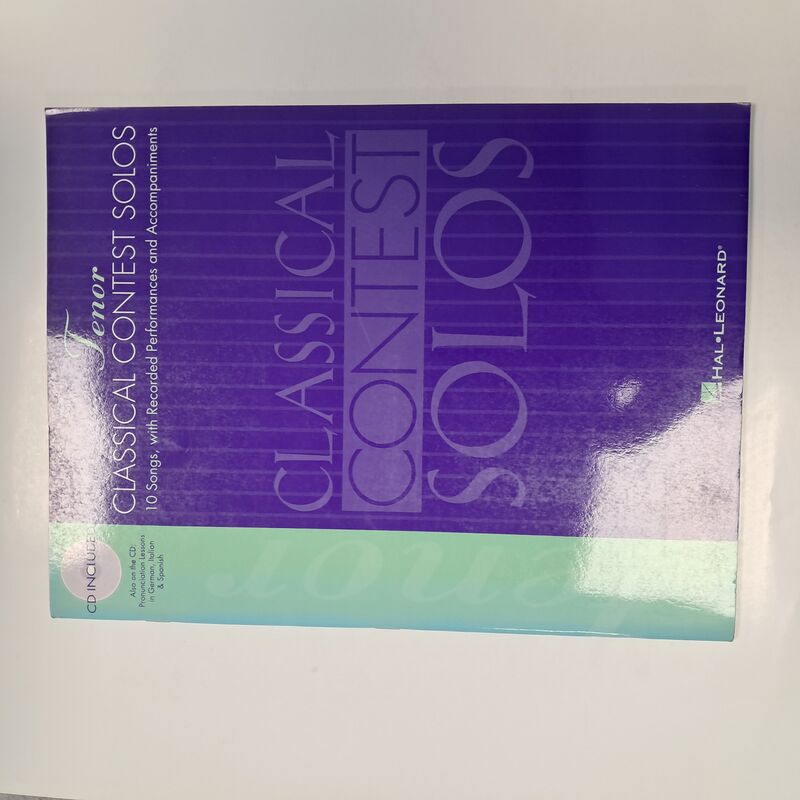 Tenor
CLASSICAL CONTEST SOLOS
10 Songs, with Recorded Performances and Accompaniments
CD INCLUDED
Also on the CD:
Pronunciation Lessons
in German, Italian
& Spanish
CLASSICAL
CONTEST
SOLOS
tenor
HAL•LEONARD®